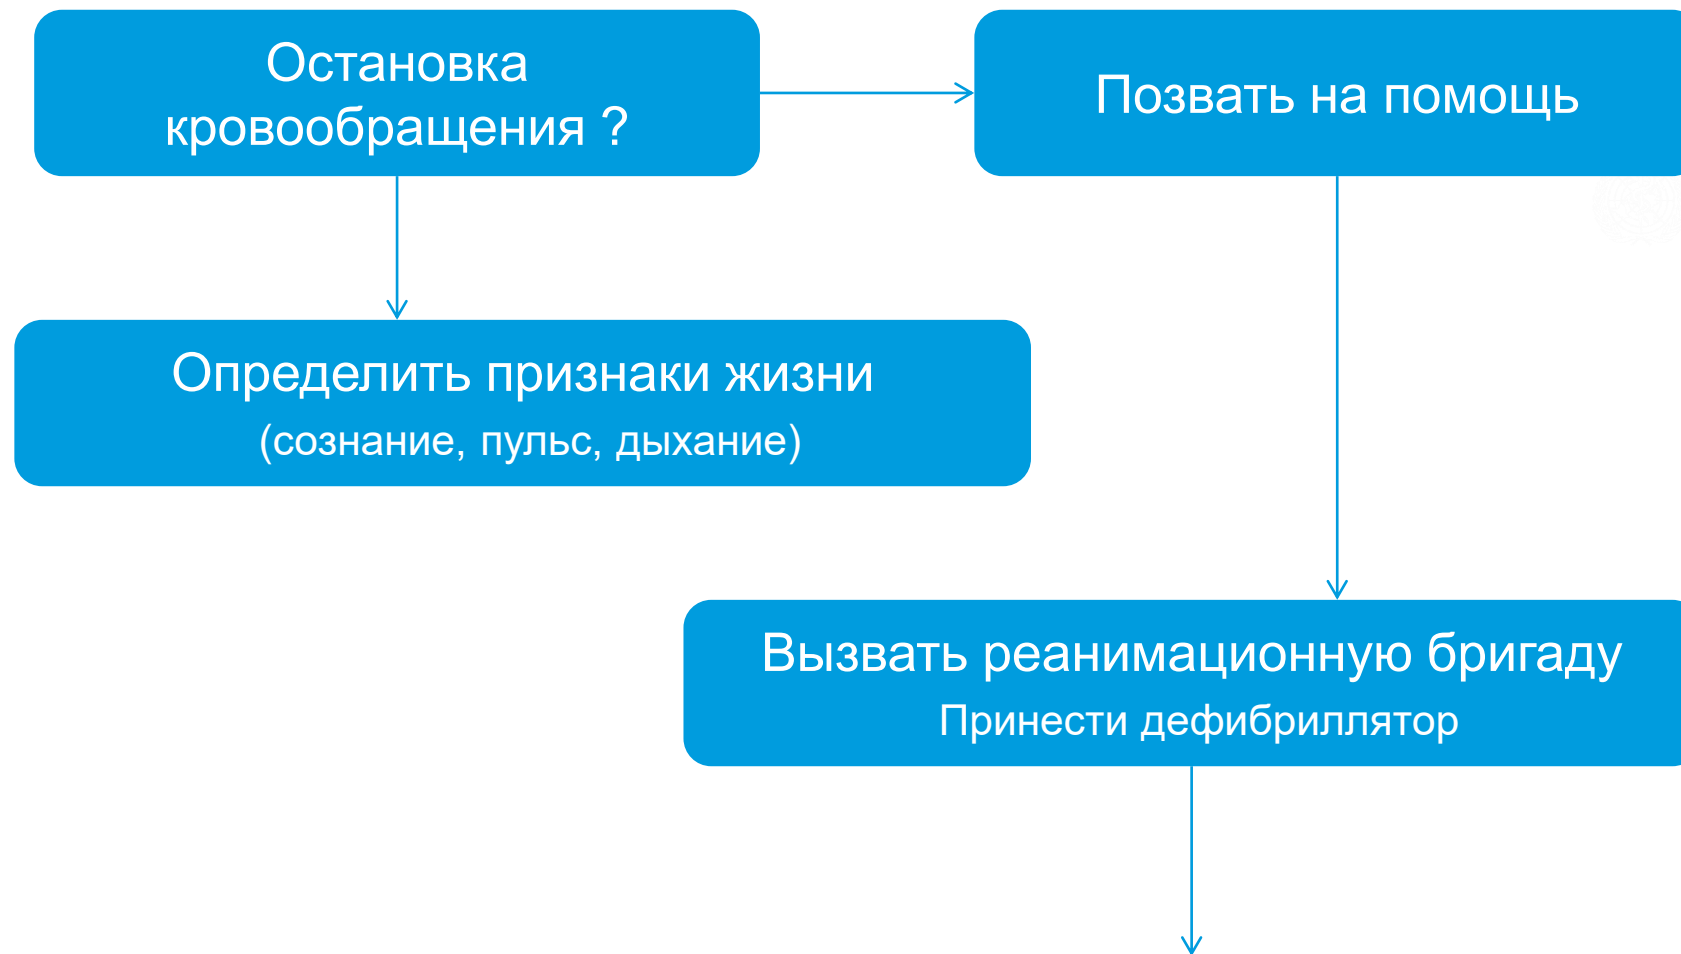 Остановка
кровообращения ?
Позвать на помощь
Определить признаки жизни
(сознание, пульс, дыхание)
Вызвать реанимационную бригаду
Принести дефибриллятор